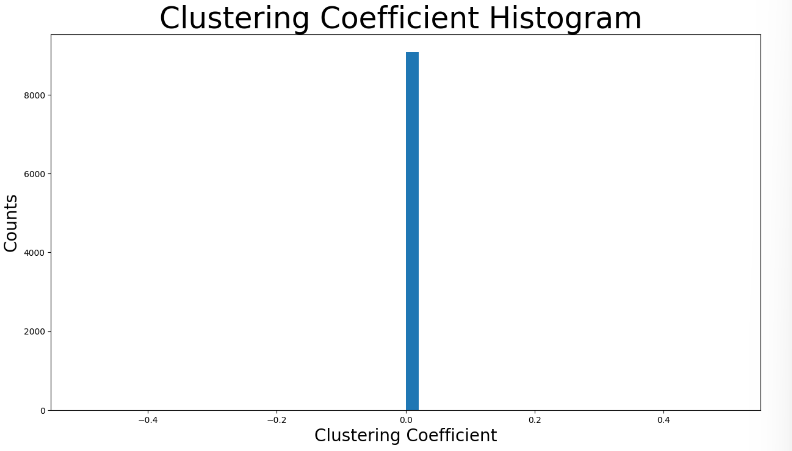 Clustering Coefficient Histogram
8000
6000
4000
2000
0
Counts
−0.4 −0.2 0.0 0.2 0.4
Clustering Coefficient